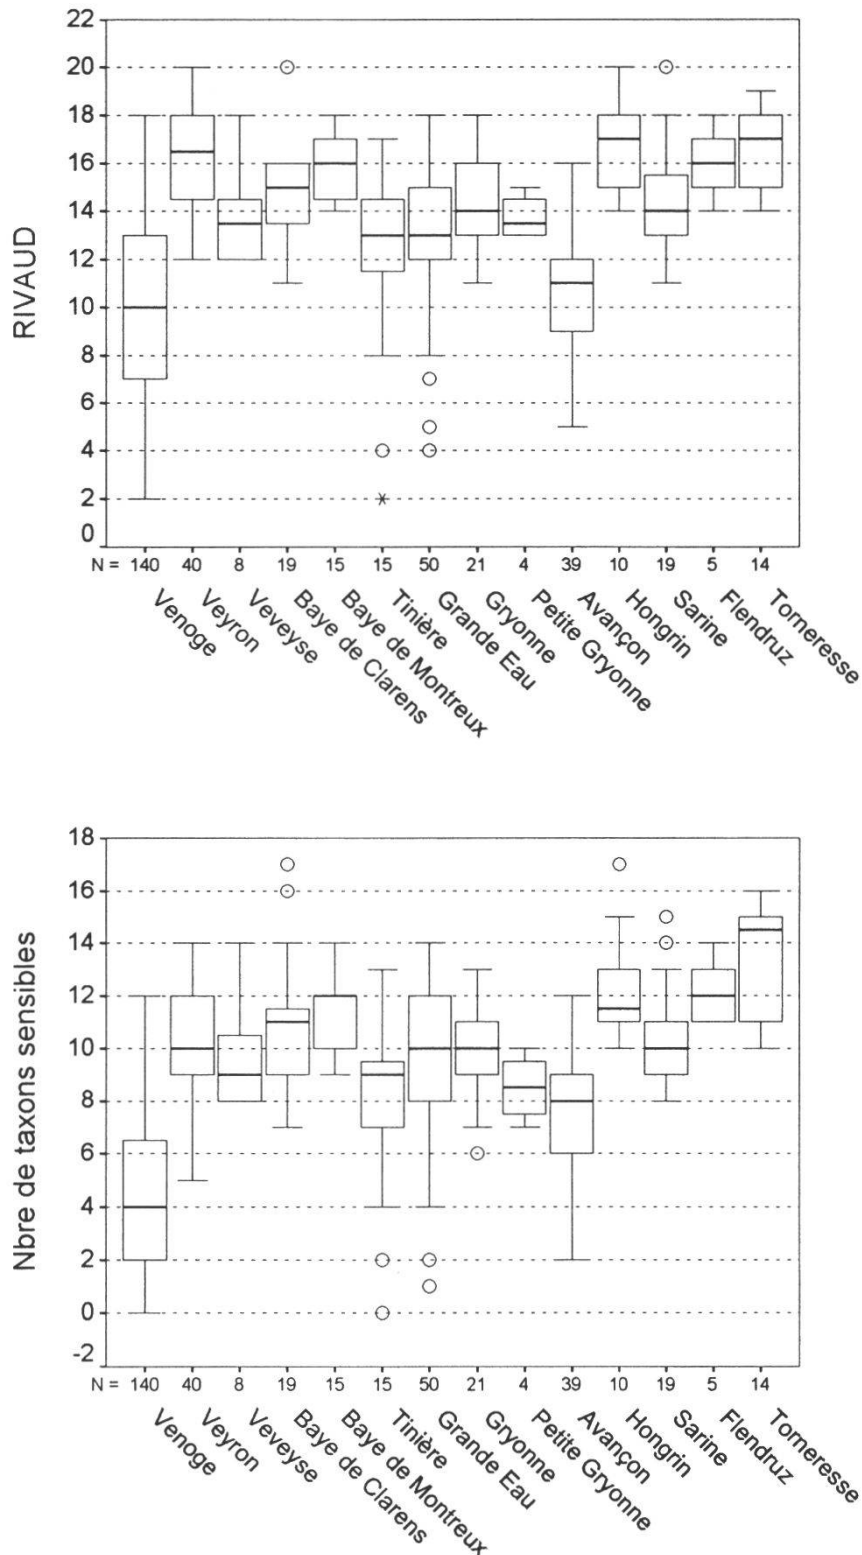 RIVAUD
22
20
18
16
14
12
10
8
6
4
2
0
N = 140 40 8 19 15 15 50 21 4 39 10 19 5 14
Venoge
Veyron
Veveyse
Baye de Clarens
Baye de Montreux
Tinière
Grande Eau
Gryonne
Petite Gryonne
Avançon
Hongrin
Sarine
Flendruz
Torneresse
Nbre de taxons sensibles
18
16
14
12
10
8
6
4
2
0
-2
N = 140 40 8 19 15 15 50 21 4 39 10 19 5 14
Venoge
Veyron
Veveyse
Baye de Clarens
Baye de Montreux
Tinière
Grande Eau
Gryonne
Petite Gryonne
Avançon
Hongrin
Sarine
Flendruz
Torneresse